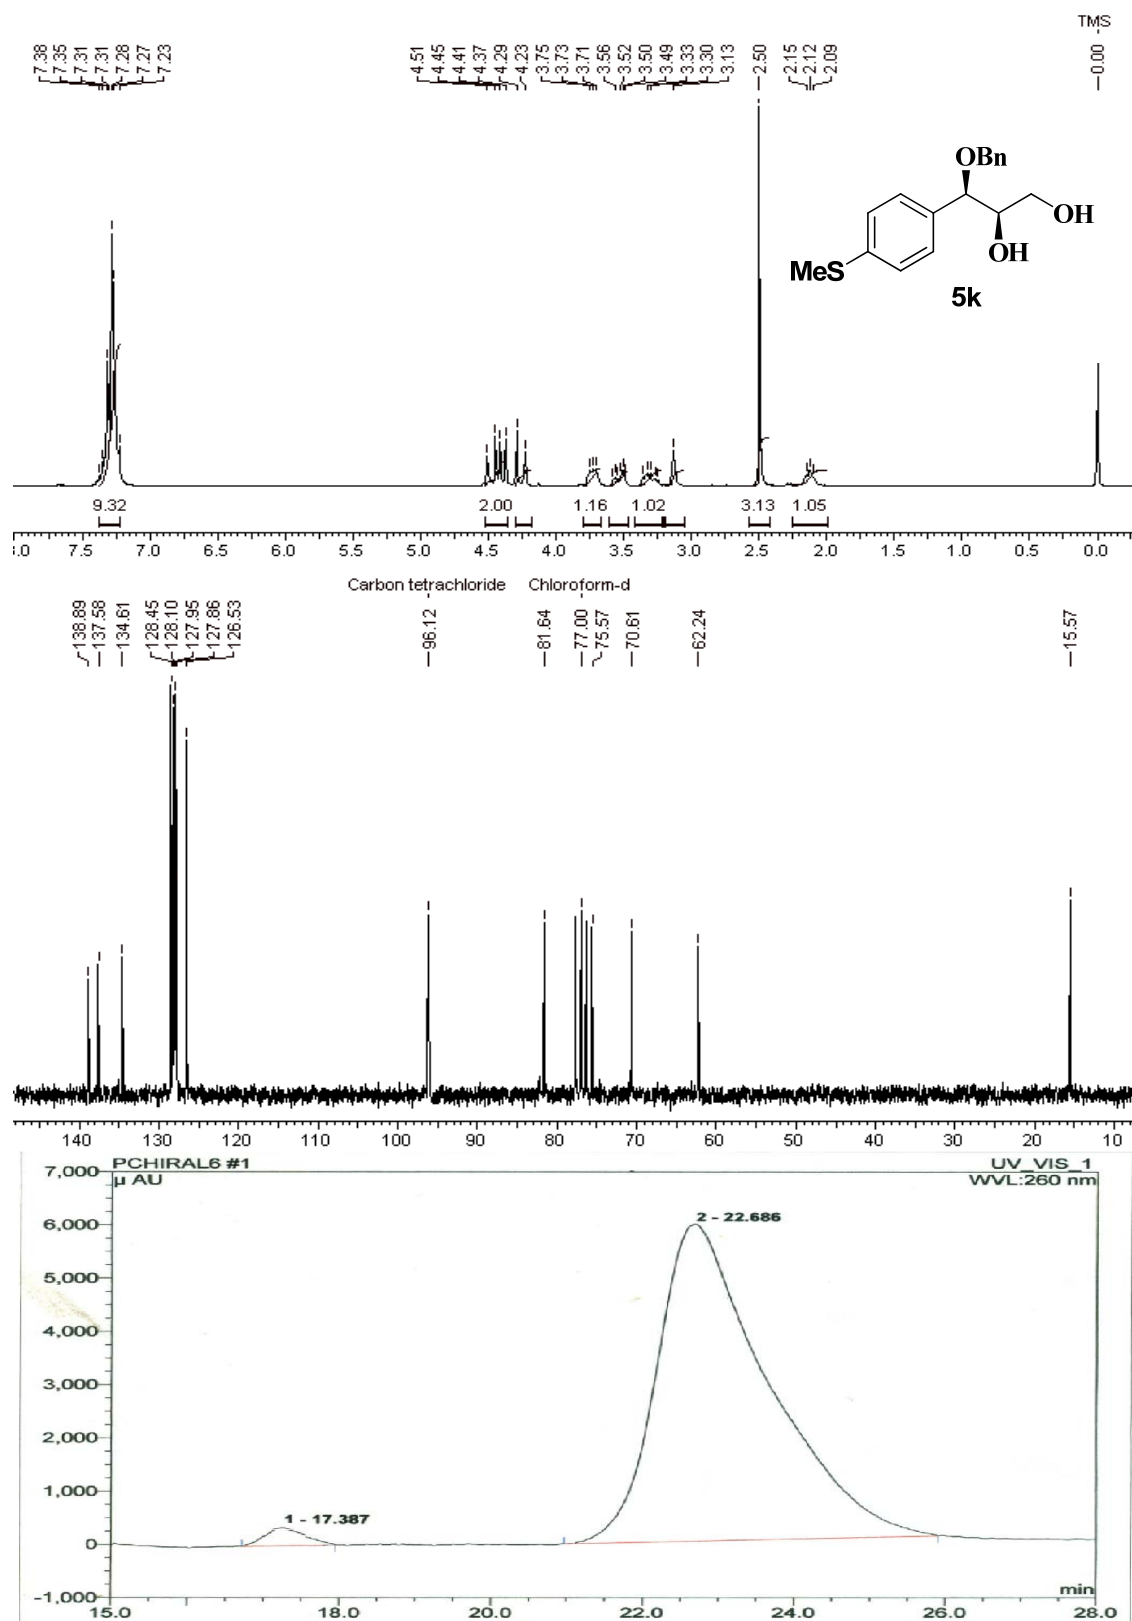 TMS
7.38 7.35 7.31 7.31 7.28 7.27 7.23 4.51 4.45 4.41 4.37 4.29 4.23 3.75 3.73 3.71 3.56 3.52 3.50 3.49 3.33 3.30 3.13 2.50 2.15 2.12 2.09 0.00
OBn
OH
OH
MeS
5k
9.32 2.00 1.16 1.02 3.13 1.05
7.5 7.0 6.5 6.0 5.5 5.0 4.5 4.0 3.5 3.0 2.5 2.0 1.5 1.0 0.5 0.0
Carbon tetrachloride Chloroform-d
138.89 137.58 134.61 128.45 128.10 127.95 127.86 126.53 96.12 81.64 77.00 75.57 70.61 62.24 15.57
140 130 120 110 100 90 80 70 60 50 40 30 20 10
PCHIRAL6 #1 UV_VIS_1
7,000 µAU WVL:260 nm
6,000 2 - 22.686
5,000
4,000
3,000
2,000
1,000
1 - 17.387
0
-1,000 min
15.0 18.0 20.0 22.0 24.0 26.0 28.0